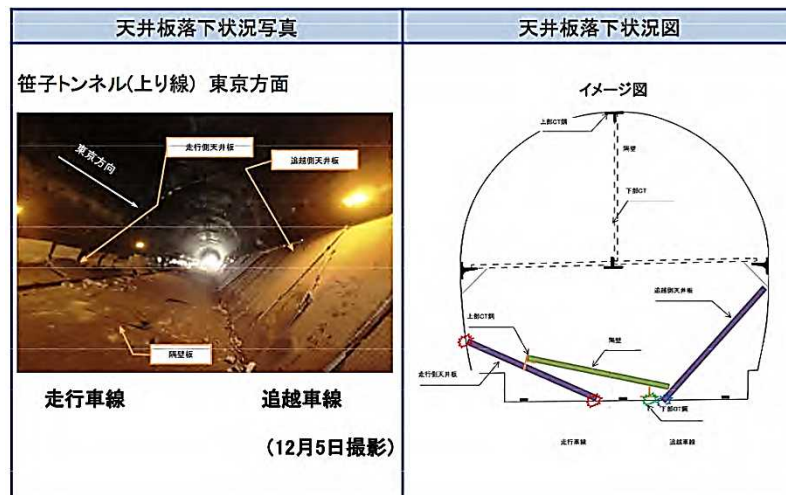 天井板落下状況写真
天井板落下状況図
笹子トンネル(上り線) 東京方面
走行側天井板
追越側天井板
東京方向
隔壁板
走行車線
追越車線
(12月5日撮影)
イメージ図
上部CT鋼
隔壁
下部CT
追越側天井板
上部CT鋼
隔壁
走行側天井板
下部CT鋼
走行車線
追越車線